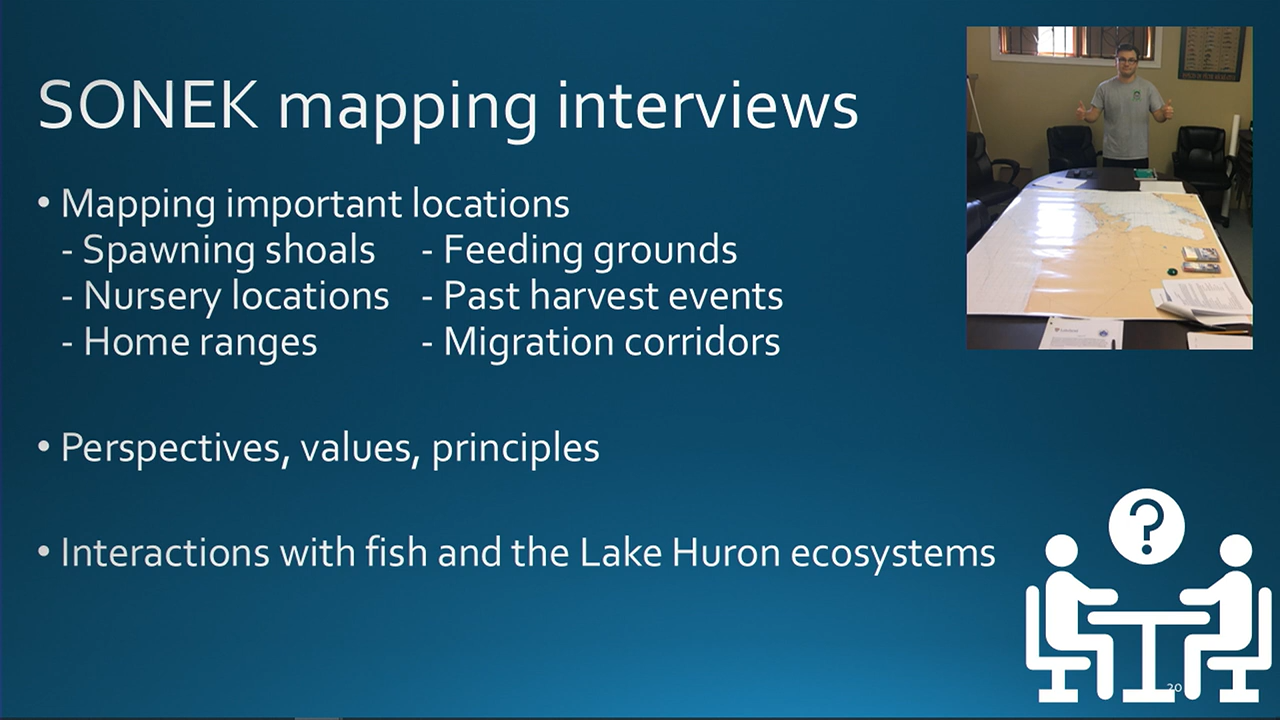 SONEK mapping interviews
• Mapping important locations
- Spawning shoals - Feeding grounds
- Nursery locations - Past harvest events
- Home ranges - Migration corridors
• Perspectives, values, principles
• Interactions with fish and the Lake Huron ecosystems
?
20